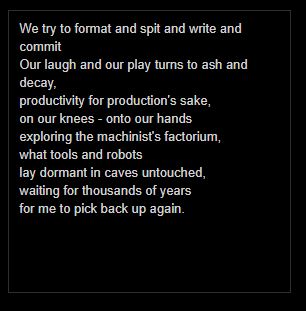 We try to format and spit and write and
commit
Our laugh and our play turns to ash and
decay,
productivity for production's sake,
on our knees - onto our hands
exploring the machinist's factorium,
what tools and robots
lay dormant in caves untouched,
waiting for thousands of years
for me to pick back up again.